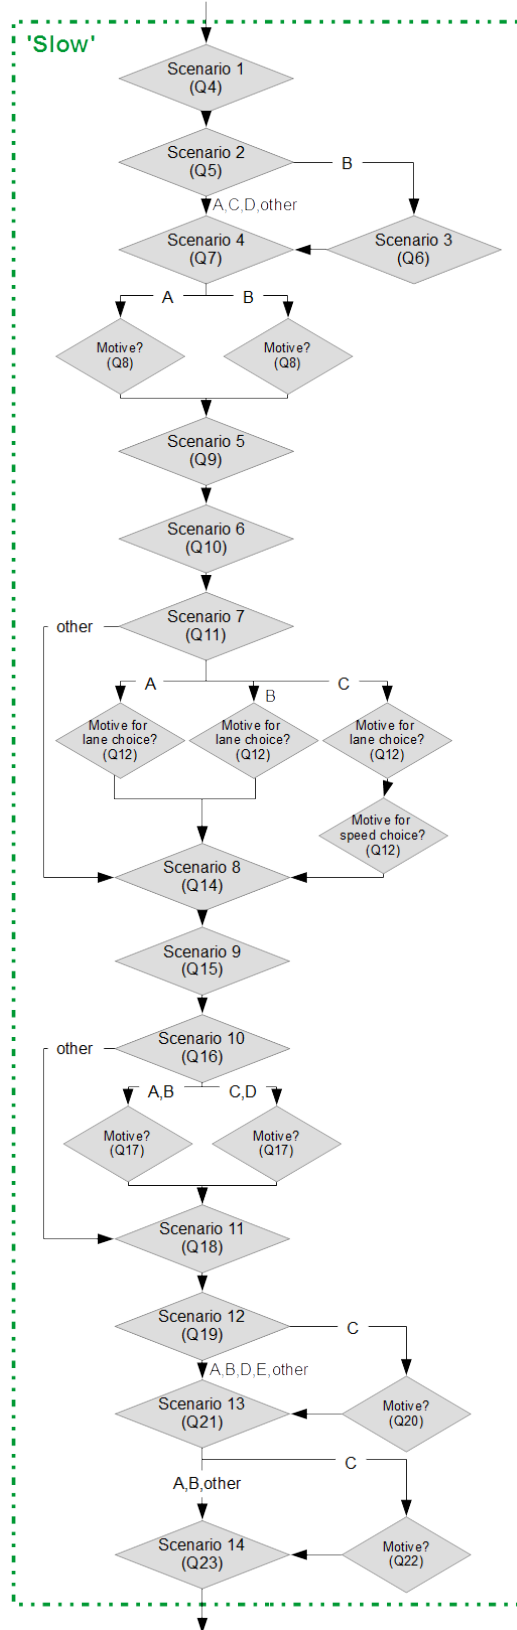 'Slow'
Scenario 1
(Q4)
Scenario 2
(Q5)
B
A,C,D,other
Scenario 4
(Q7)
Scenario 3
(Q6)
A
B
Motive?
(Q8)
Motive?
(Q8)
Scenario 5
(Q9)
Scenario 6
(Q10)
Scenario 7
(Q11)
other
A
B
C
Motive for
lane choice?
(Q12)
Motive for
lane choice?
(Q12)
Motive for
lane choice?
(Q12)
Motive for
speed choice?
(Q12)
Scenario 8
(Q14)
Scenario 9
(Q15)
Scenario 10
(Q16)
other
A,B
C,D
Motive?
(Q17)
Motive?
(Q17)
Scenario 11
(Q18)
Scenario 12
(Q19)
C
A,B,D,E,other
Scenario 13
(Q21)
Motive?
(Q20)
C
A,B,other
Scenario 14
(Q23)
Motive?
(Q22)